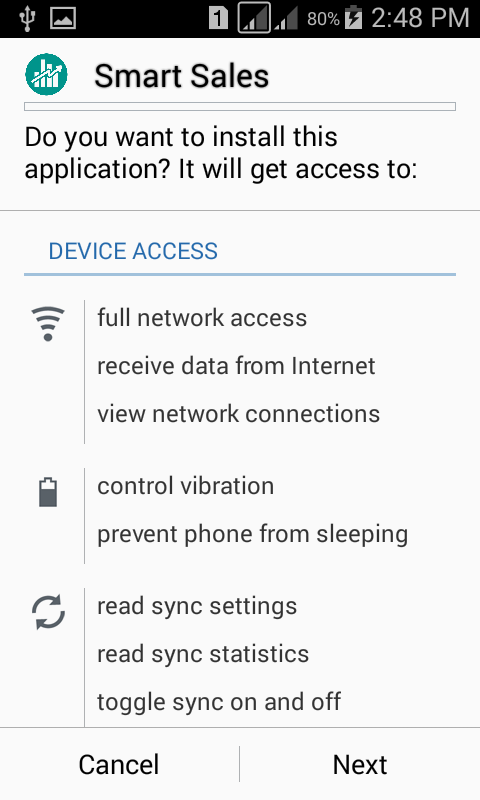 1 80% 2:48 PM
Smart Sales
Do you want to install this
application? It will get access to:
DEVICE ACCESS
full network access
receive data from Internet
view network connections
control vibration
prevent phone from sleeping
read sync settings
read sync statistics
toggle sync on and off
Cancel Next